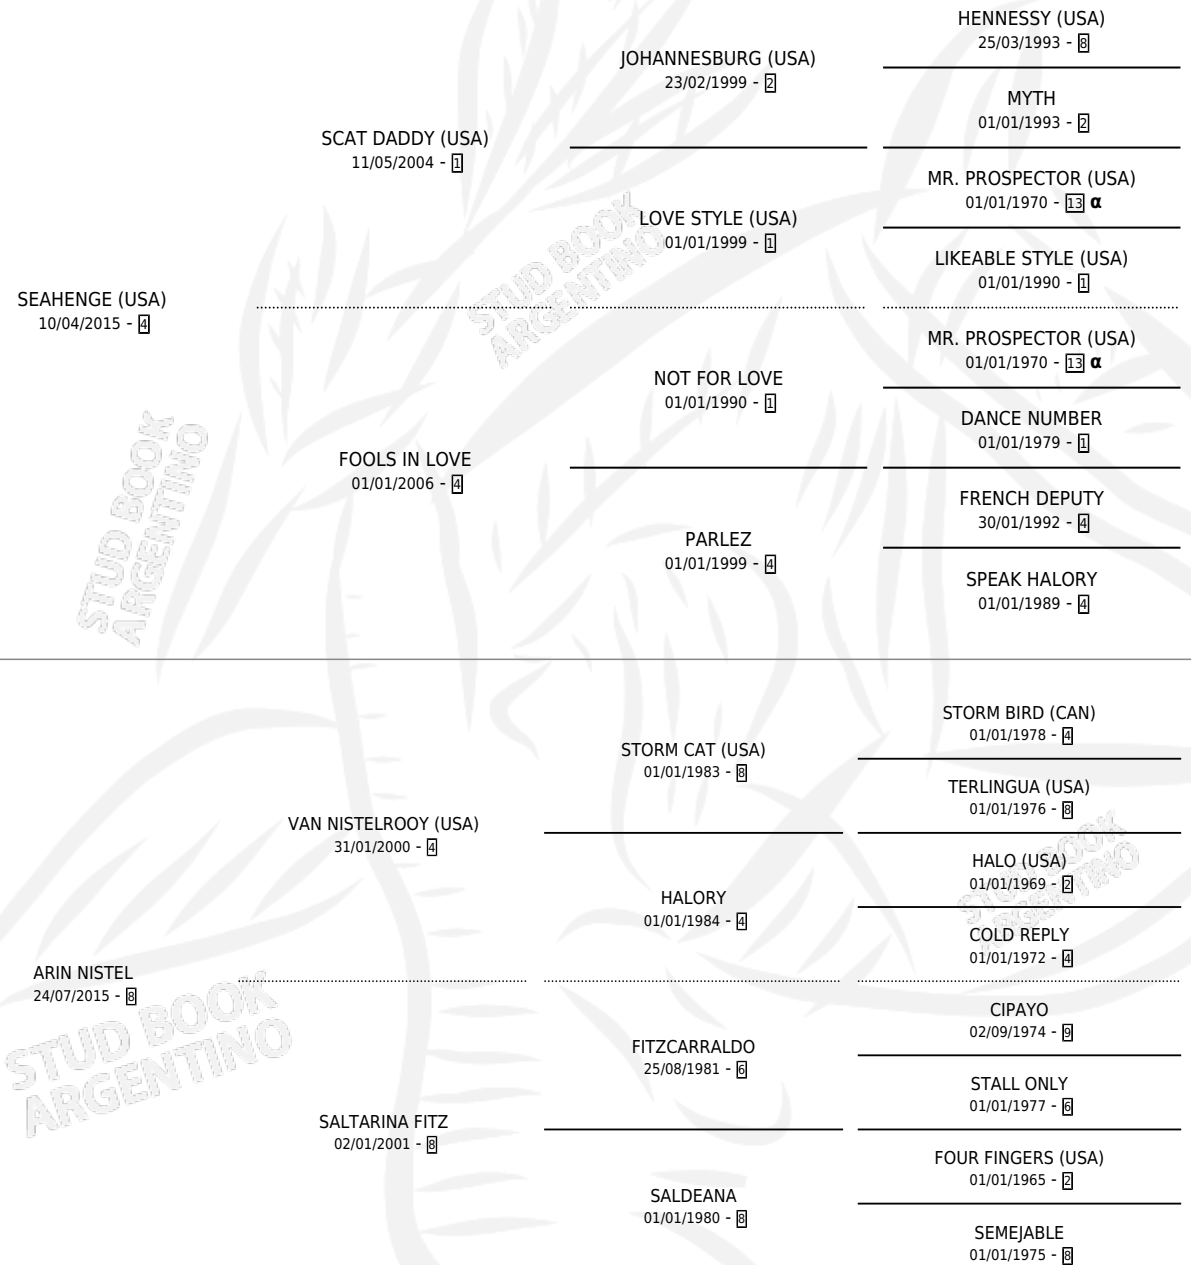 HENNESSY (USA)
25/03/1993 - 8
JOHANNESBURG (USA)
23/02/1999 - 2
MYTH
01/01/1993 - 2
SCAT DADDY (USA)
11/05/2004 - 1
MR. PROSPECTOR (USA)
01/01/1970 - 13 α
LOVE STYLE (USA)
01/01/1999 - 1
LIKEABLE STYLE (USA)
01/01/1990 - 1
SEAHENGE (USA)
10/04/2015 - 4
MR. PROSPECTOR (USA)
01/01/1970 - 13 α
NOT FOR LOVE
01/01/1990 - 1
DANCE NUMBER
01/01/1979 - 1
FOOLS IN LOVE
01/01/2006 - 4
FRENCH DEPUTY
30/01/1992 - 4
PARLEZ
01/01/1999 - 4
SPEAK HALORY
01/01/1989 - 4
STORM BIRD (CAN)
01/01/1978 - 4
STORM CAT (USA)
01/01/1983 - 8
TERLINGUA (USA)
01/01/1976 - 8
VAN NISTELROOY (USA)
31/01/2000 - 4
HALO (USA)
01/01/1969 - 2
HALORY
01/01/1984 - 4
COLD REPLY
01/01/1972 - 4
ARIN NISTEL
24/07/2015 - 8
CIPAYO
02/09/1974 - 9
FITZCARRALDO
25/08/1981 - 6
STALL ONLY
01/01/1977 - 6
SALTARINA FITZ
02/01/2001 - 8
FOUR FINGERS (USA)
01/01/1965 - 2
SALDEANA
01/01/1980 - 8
SEMEJABLE
01/01/1975 - 8
STUD BOOK
ARGENTINO
STUD BOOK
ARGENTINO
STUD BOOK
ARGENTINO
STUD BOOK
ARGENTINO